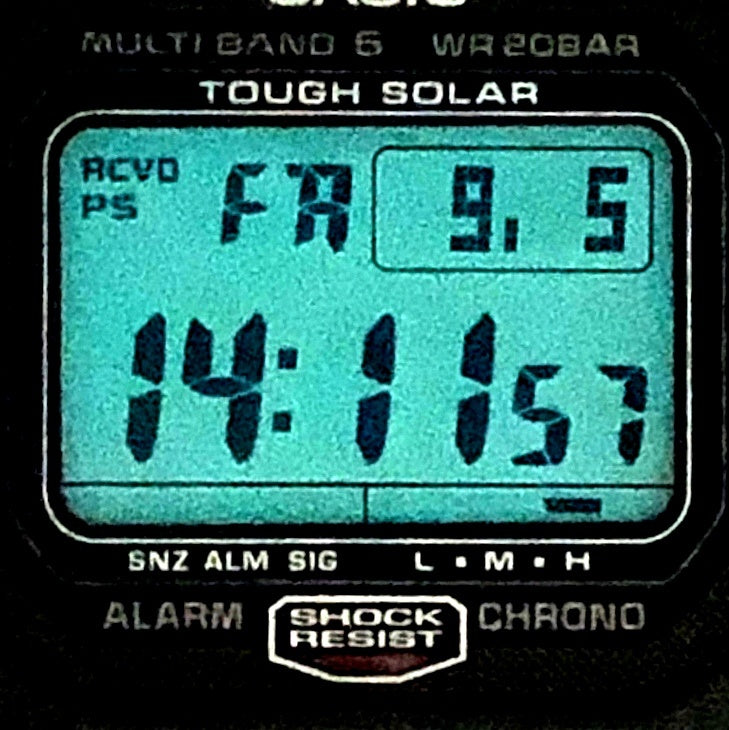 CASIO
MULTI BAND 6 WR20BAR
TOUGH SOLAR
RCVD
PS FR 9. 5
14:11 57
SNZ ALM SIG L • M • H
ALARM SHOCK RESIST CHRONO